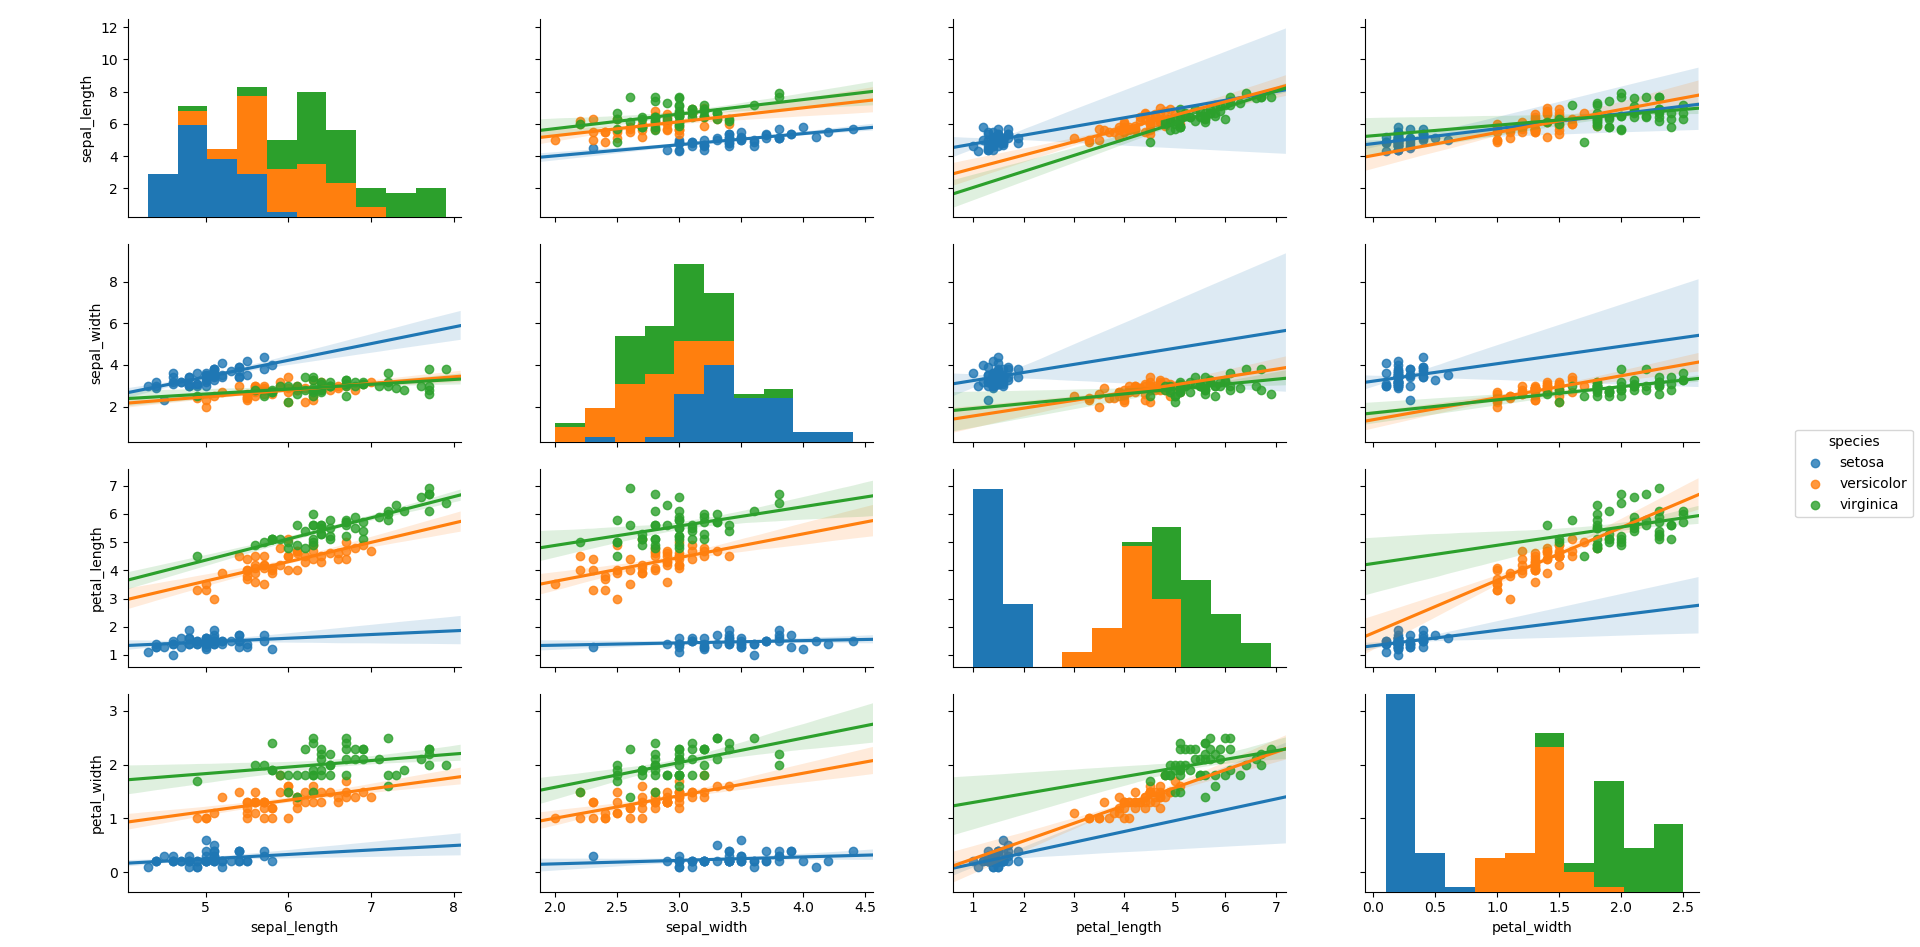 12
10
8
6
4
2
sepal_length
8
6
4
2
sepal_width
species
setosa
versicolor
virginica
7
6
5
4
3
2
1
petal_length
3
2
1
0
petal_width
5 6 7 8
2.0 2.5 3.0 3.5 4.0 4.5
1 2 3 4 5 6 7
0.0 0.5 1.0 1.5 2.0 2.5
sepal_length
sepal_width
petal_length
petal_width